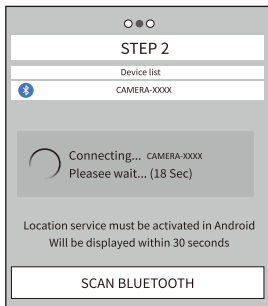 STEP 2
Device list
CAMERA-XXXX
Connecting... CAMERA-XXXX
Pleasee wait... (18 Sec)
Location service must be activated in Android
Will be displayed within 30 seconds
SCAN BLUETOOTH